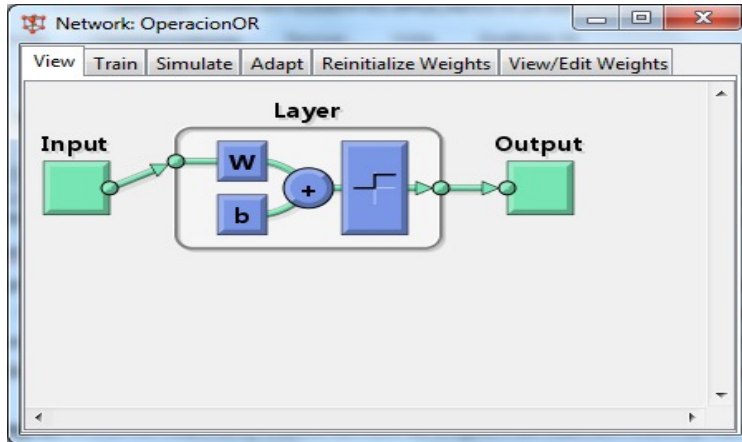 Network: OperacionOR
View Train Simulate Adapt Reinitialize Weights View/Edit Weights
Layer
Input Output
W
+
b